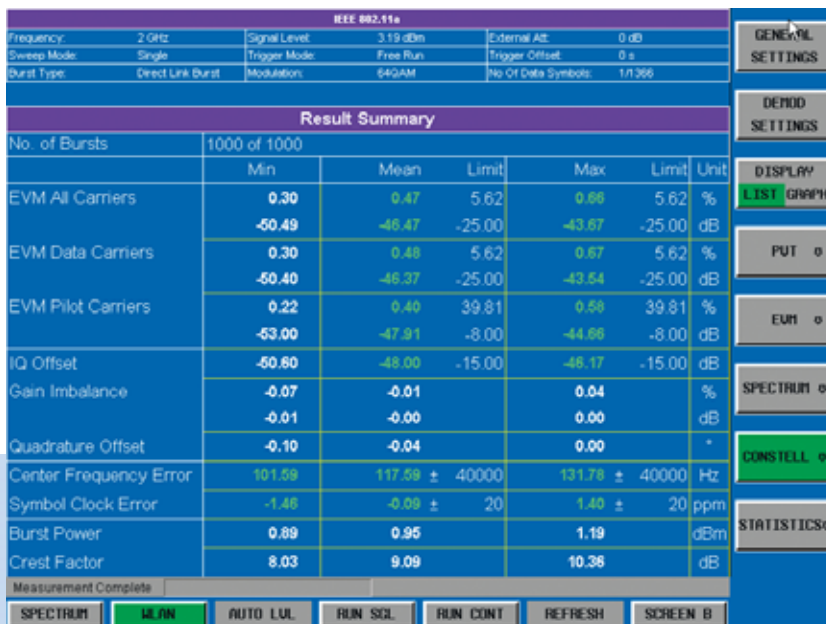 IEEE 802.11a
Frequency: 2 GHz Signal Level: 3.19 dBm External Att: 0 dB
Sweep Mode: Single Trigger Mode: Free Run Trigger Offset: 0 s
Burst Type: Direct Link Burst Modulation: 64QAM No Of Data Symbols: 1/1366
Result Summary
No. of Bursts 1000 of 1000
Min Mean Limit Max Limit Unit
EVM All Carriers 0.30 0.47 5.62 0.66 5.62 %
-50.49 -46.47 -25.00 -43.67 -25.00 dB
EVM Data Carriers 0.30 0.48 5.62 0.67 5.62 %
-50.40 -46.37 -25.00 -43.54 -25.00 dB
EVM Pilot Carriers 0.22 0.40 39.81 0.58 39.81 %
-53.00 -47.91 -8.00 -44.66 -8.00 dB
IQ Offset -50.60 -48.00 -15.00 -46.17 -15.00 dB
Gain Imbalance -0.07 -0.01 0.04 %
-0.01 -0.00 0.00 dB
Quadrature Offset -0.10 -0.04 0.00 °
Center Frequency Error 101.59 117.59 ± 40000 131.78 ± 40000 Hz
Symbol Clock Error -1.46 -0.09 ± 20 1.40 ± 20 ppm
Burst Power 0.89 0.95 1.19 dBm
Crest Factor 8.03 9.09 10.36 dB
Measurement Complete
SPECTRUM WLAN AUTO LVL RUN SGL RUN CONT REFRESH SCREEN B
GENERAL
SETTINGS
DEMOD
SETTINGS
DISPLAY
LIST GRAPH
PVT
EVM
SPECTRUM
CONSTELL
STATISTICS